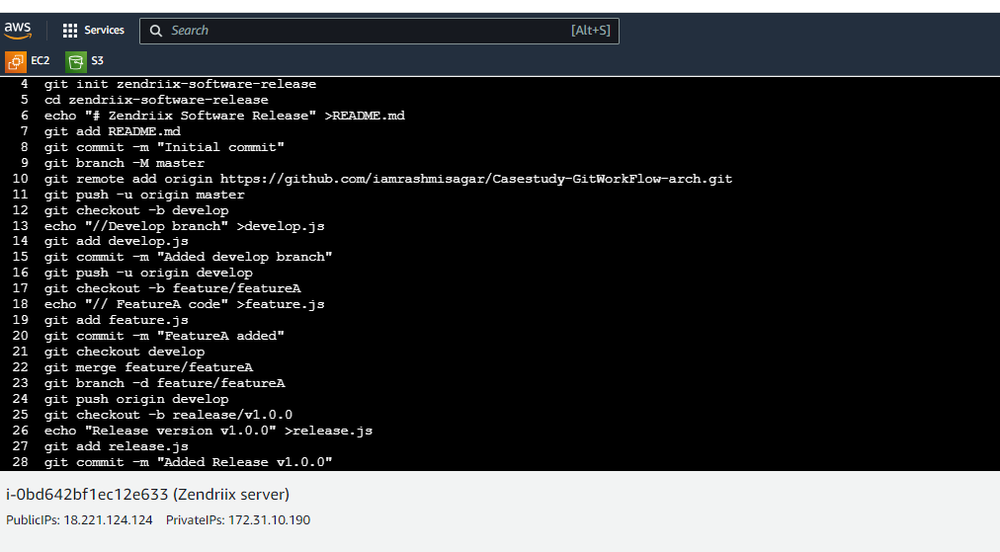 aws Services Search [Alt+S]
EC2 S3
4 git init zendriix-software-release
5 cd zendriix-software-release
6 echo "# Zendriix Software Release" >README.md
7 git add README.md
8 git commit -m "Initial commit"
9 git branch -M master
10 git remote add origin https://github.com/iamrashmisagar/Casestudy-GitWorkFlow-arch.git
11 git push -u origin master
12 git checkout -b develop
13 echo "//Develop branch" >develop.js
14 git add develop.js
15 git commit -m "Added develop branch"
16 git push -u origin develop
17 git checkout -b feature/featureA
18 echo "// FeatureA code" >feature.js
19 git add feature.js
20 git commit -m "FeatureA added"
21 git checkout develop
22 git merge feature/featureA
23 git branch -d feature/featureA
24 git push origin develop
25 git checkout -b realease/v1.0.0
26 echo "Release version v1.0.0" >release.js
27 git add release.js
28 git commit -m "Added Release v1.0.0"
i-0bd642bf1ec12e633 (Zendriix server)
PublicIPs: 18.221.124.124 PrivateIPs: 172.31.10.190